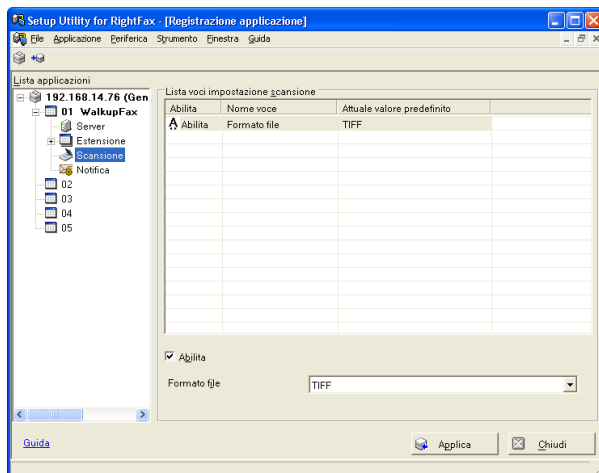 Setup Utility for RightFax - [Registrazione applicazione]
File Applicazione Periferica Strumento Finestra Guida
Lista applicazioni
192.168.14.76 (Gen
01 WalkupFax
Server
Estensione
Scansione
Notifica
02
03
04
05
Lista voci impostazione scansione
Abilita Nome voce Attuale valore predefinito
A Abilita Formato file TIFF
Abilita
Formato file TIFF
Guida Applica Chiudi